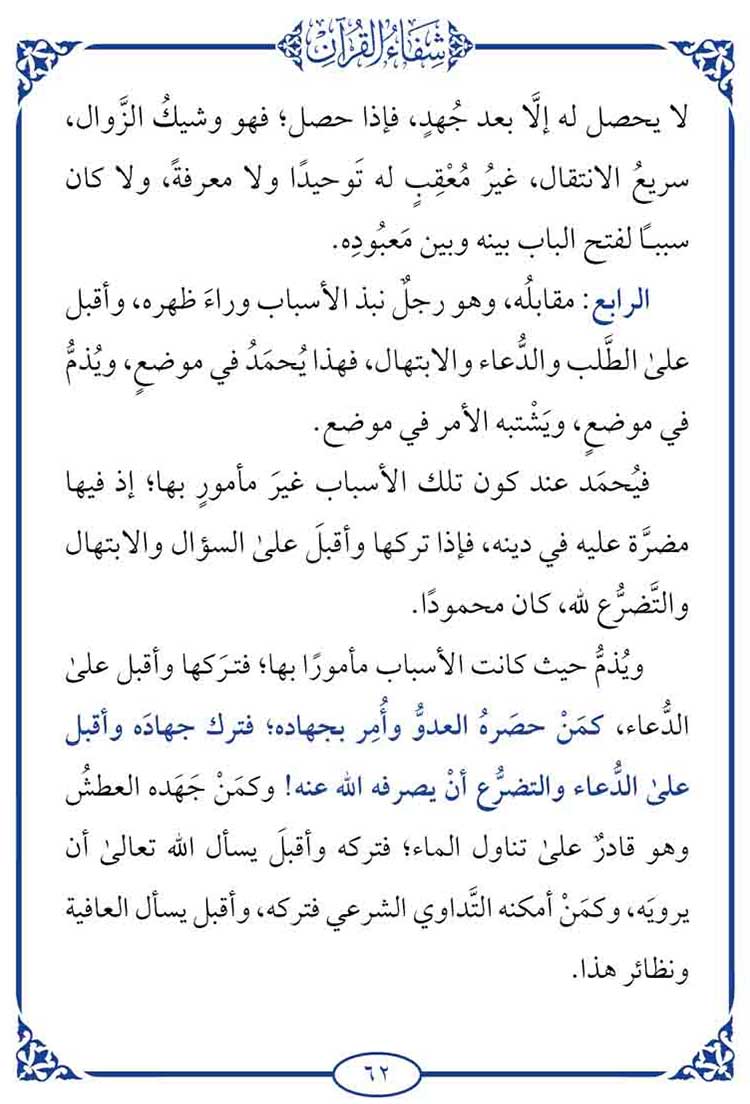 شِفَاءُ القُرْآنِ
لا يحصل له إلَّا بعد جُهدٍ، فإذا حصل؛ فهو وشيكُ الزَّوال،
سريعُ الانتقال، غيرُ مُعْقِبٍ له تَوحيدًا ولا معرفةً، ولا كان
سببًا لفتح الباب بينه وبين مَعبُودِه.
الرابع: مقابلُه، وهو رجلٌ نبذ الأسباب وراءَ ظهره، وأقبل
علىٰ الطَّلب والدُّعاء والابتهال، فهذا يُحمَدُ في موضعٍ، ويُذمُّ
في موضعٍ، ويَشْتبه الأمر في موضع.
فيُحمَد عند كون تلك الأسباب غيرَ مأمورٍ بها؛ إذ فيها
مضرَّة عليه في دينه، فإذا تركها وأقبلَ علىٰ السؤال والابتهال
والتَّضرُّع لله، كان محمودًا.
ويُذمُّ حيث كانت الأسباب مأمورًا بها؛ فتركها وأقبل علىٰ
الدُّعاء، كمَنْ حصَرهُ العدوُّ وأُمِر بجهاده؛ فترك جهادَه وأقبل
علىٰ الدُّعاء والتضرُّع أنْ يصرفه الله عنه! وكمَنْ جَهَده العطشُ
وهو قادرٌ علىٰ تناول الماء؛ فتركه وأقبلَ يسأل الله تعالىٰ أن
يرويَه، وكمَنْ أمكنه التَّداوي الشرعي فتركه، وأقبل يسأل العافية
ونظائر هذا.
٦٢